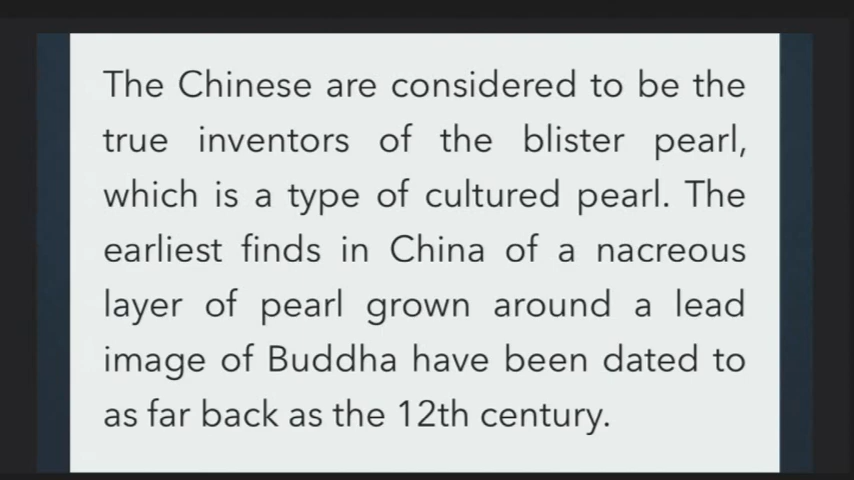 The Chinese are considered to be the
true inventors of the blister pearl,
which is a type of cultured pearl. The
earliest finds in China of a nacreous
layer of pearl grown around a lead
image of Buddha have been dated to
as far back as the 12th century.